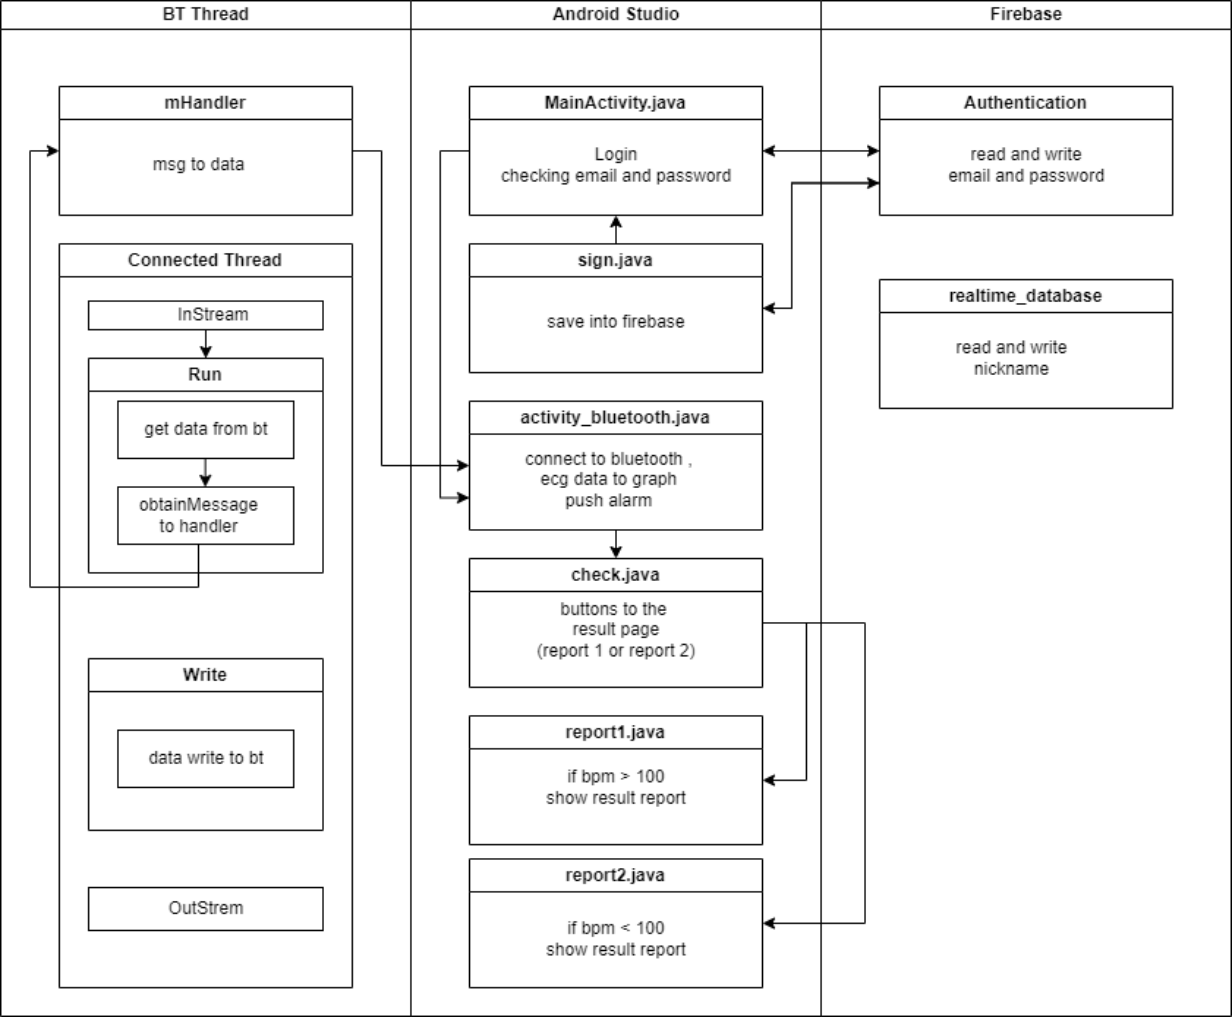 BT Thread
Android Studio
Firebase
mHandler
msg to data
Connected Thread
InStream
Run
get data from bt
obtainMessage
to handler
Write
data write to bt
OutStrem
MainActivity.java
Login
checking email and password
sign.java
save into firebase
activity_bluetooth.java
connect to bluetooth ,
ecg data to graph
push alarm
check.java
buttons to the
result page
(report 1 or report 2)
report1.java
if bpm > 100
show result report
report2.java
if bpm < 100
show result report
Authentication
read and write
email and password
realtime_database
read and write
nickname